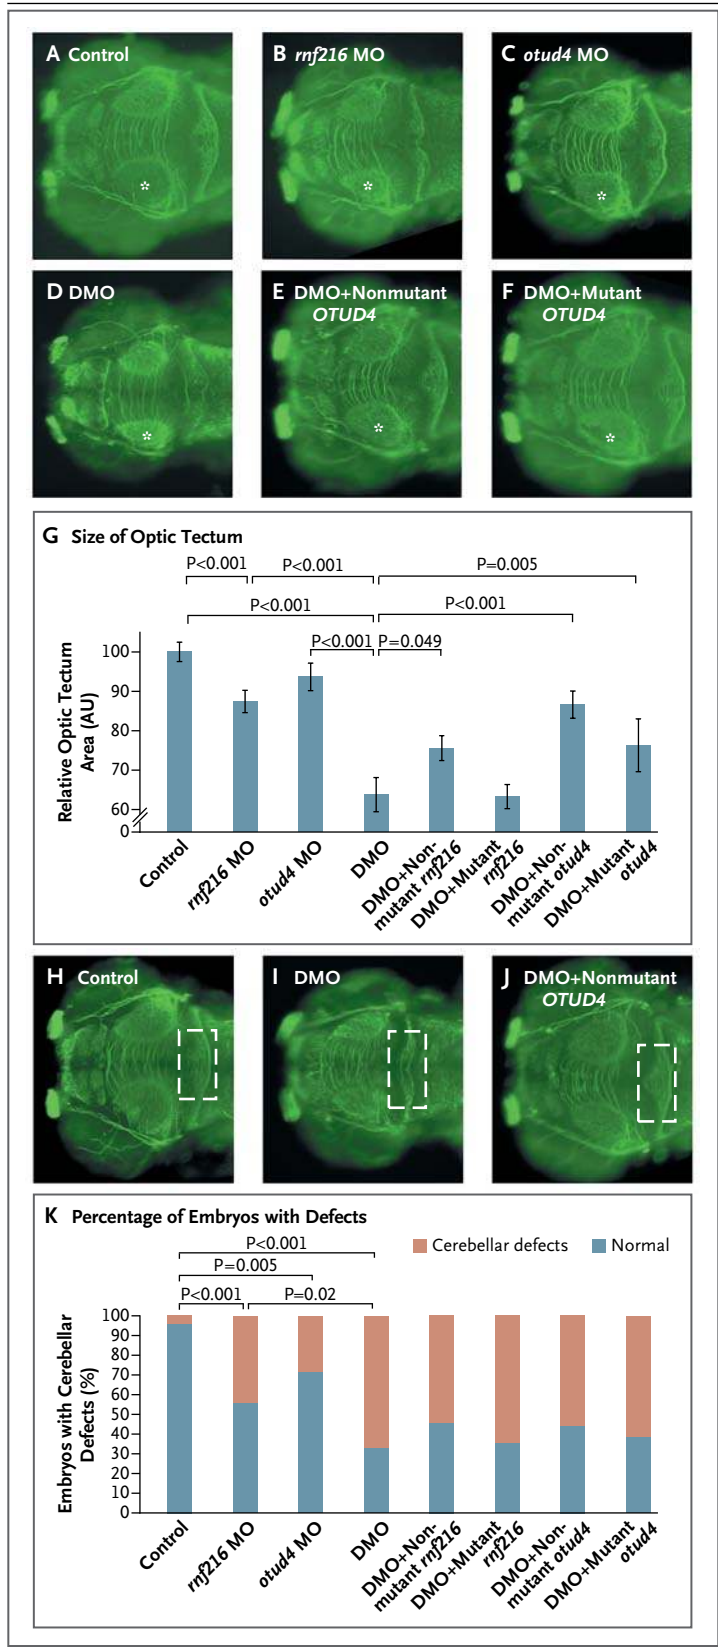 A Control
B rnf216 MO
C otud4 MO
*
*
*
D DMO
E DMO+Nonmutant
OTUD4
F DMO+Mutant
OTUD4
*
*
*
G Size of Optic Tectum
P<0.001
P<0.001
P=0.005
P<0.001
P<0.001
P<0.001
P=0.049
Relative Optic Tectum
Area (AU)
100
90
80
70
60
0
Control
rnf216 MO
otud4 MO
DMO
DMO+Non-
mutant rnf216
DMO+Mutant
rnf216
DMO+Non-
mutant otud4
DMO+Mutant
otud4
H Control
I DMO
J DMO+Nonmutant
OTUD4
K Percentage of Embryos with Defects
Cerebellar defects
Normal
P<0.001
P=0.005
P<0.001
P=0.02
Embryos with Cerebellar
Defects (%)
100
90
80
70
60
50
40
30
20
10
0
Control
rnf216 MO
otud4 MO
DMO
DMO+Non-
mutant rnf216
DMO+Mutant
rnf216
DMO+Non-
mutant otud4
DMO+Mutant
otud4